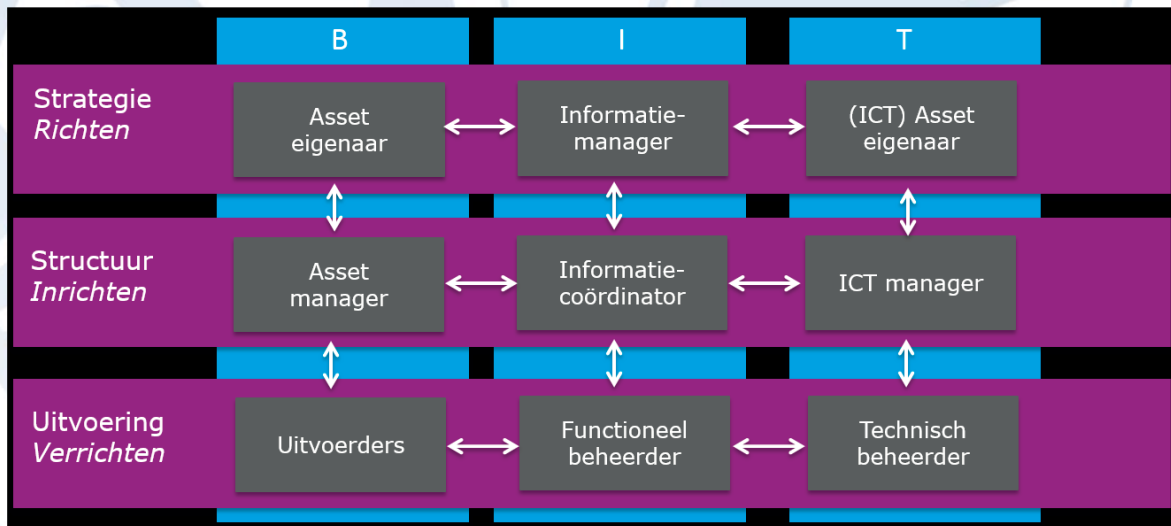 B
I
T
Strategie
Richten
Asset
eigenaar
Informatie-
manager
(ICT) Asset
eigenaar
Structuur
Inrichten
Asset
manager
Informatie-
coördinator
ICT manager
Uitvoering
Verrichten
Uitvoerders
Functioneel
beheerder
Technisch
beheerder